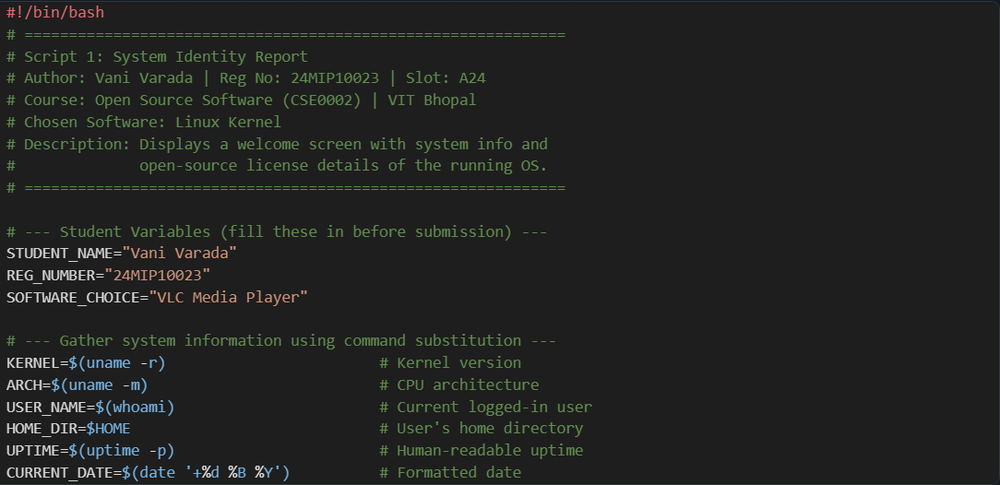 #!/bin/bash
# =============================================================
# Script 1: System Identity Report
# Author: Vani Varada | Reg No: 24MIP10023 | Slot: A24
# Course: Open Source Software (CSE0002) | VIT Bhopal
# Chosen Software: Linux Kernel
# Description: Displays a welcome screen with system info and
#              open-source license details of the running OS.
# =============================================================
# --- Student Variables (fill these in before submission) ---
STUDENT_NAME="Vani Varada"
REG_NUMBER="24MIP10023"
SOFTWARE_CHOICE="VLC Media Player"
# --- Gather system information using command substitution ---
KERNEL=$(uname -r)                        # Kernel version
ARCH=$(uname -m)                          # CPU architecture
USER_NAME=$(whoami)                       # Current logged-in user
HOME_DIR=$HOME                            # User's home directory
UPTIME=$(uptime -p)                       # Human-readable uptime
CURRENT_DATE=$(date '+%d %B %Y')          # Formatted date